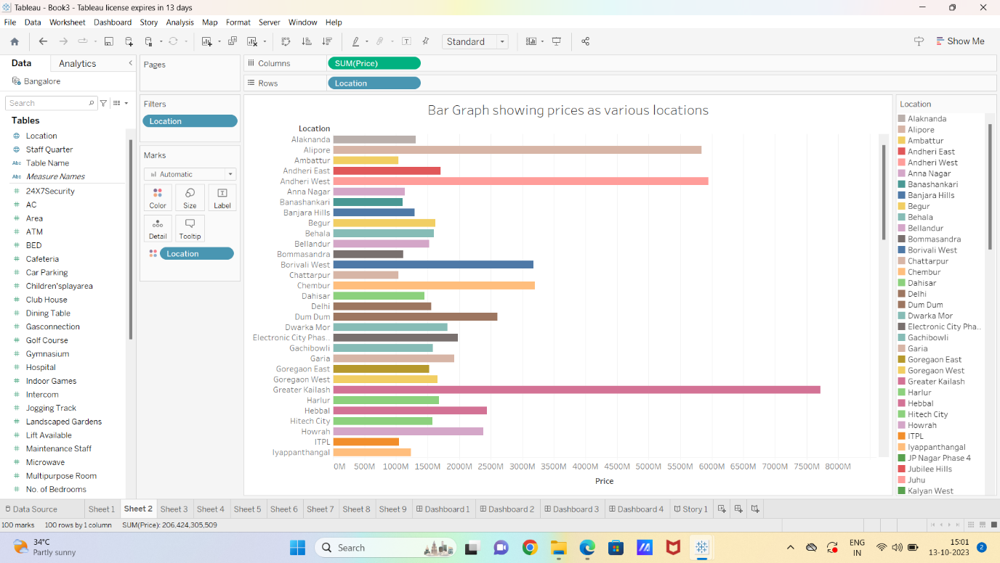 Tableau - Book3 - Tableau license expires in 13 days
File Data Worksheet Dashboard Story Analysis Map Format Server Window Help
Standard
Show Me
Data Analytics
Bangalore
Search
Tables
Location
Staff Quarter
Abc Table Name
Abc Measure Names
24X7Security
AC
Area
ATM
BED
Cafeteria
Car Parking
Children'splayarea
Club House
Dining Table
Gasconnection
Golf Course
Gymnasium
Hospital
Indoor Games
Intercom
Jogging Track
Landscaped Gardens
Lift Available
Maintenance Staff
Microwave
Multipurpose Room
No. of Bedrooms
Pages
Filters
Location
Marks
Automatic
Color Size Label
Detail Tooltip
Location
Columns SUM(Price)
Rows Location
Bar Graph showing prices as various locations
Location
Alaknanda
Alipore
Ambattur
Andheri East
Andheri West
Anna Nagar
Banashankari
Banjara Hills
Begur
Behala
Bellandur
Bommasandra
Borivali West
Chattarpur
Chembur
Dahisar
Delhi
Dum Dum
Dwarka Mor
Electronic City Phas..
Gachibowli
Garia
Goregaon East
Goregaon West
Greater Kailash
Harlur
Hebbal
Hitech City
Howrah
ITPL
Iyappanthangal
0M 500M 1000M 1500M 2000M 2500M 3000M 3500M 4000M 4500M 5000M 5500M 6000M 6500M 7000M 7500M 8000M
Price
Location
Alaknanda
Alipore
Ambattur
Andheri East
Andheri West
Anna Nagar
Banashankari
Banjara Hills
Begur
Behala
Bellandur
Bommasandra
Borivali West
Chattarpur
Chembur
Dahisar
Delhi
Dum Dum
Dwarka Mor
Electronic City Pha...
Gachibowli
Garia
Goregaon East
Goregaon West
Greater Kailash
Harlur
Hebbal
Hitech City
Howrah
ITPL
Iyappanthangal
JP Nagar Phase 4
Jubilee Hills
Juhu
Kalyan West
Data Source Sheet 1 Sheet 2 Sheet 3 Sheet 4 Sheet 5 Sheet 6 Sheet 7 Sheet 8 Sheet 9 Dashboard 1 Dashboard 2 Dashboard 3 Dashboard 4 Story 1
100 marks 100 rows by 1 column SUM(Price): 206,424,305,509
34°C
Partly sunny
Search
ENG
IN
15:01
13-10-2023
2